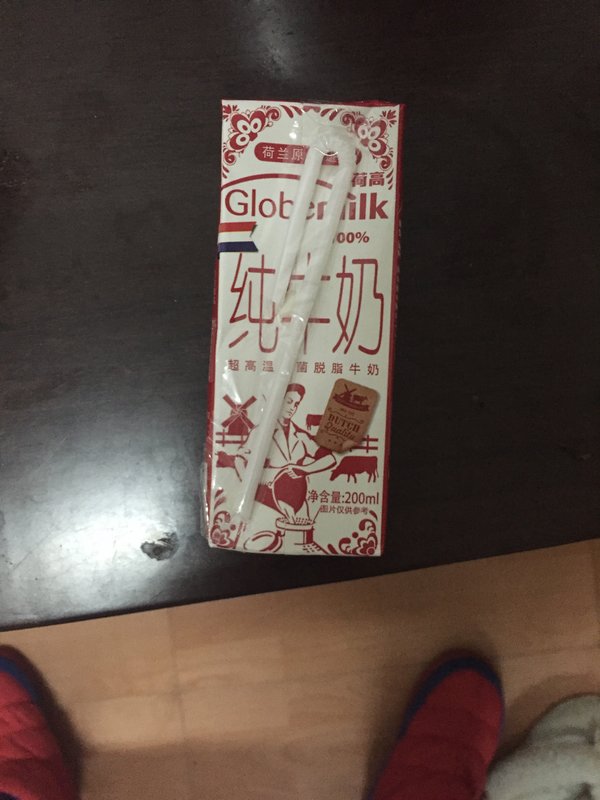 荷兰原
荷高
Globemilk
100%
纯牛奶
超高温 菌脱脂牛奶
DUTCH
Quality
净含量:200ml
图片仅供参考